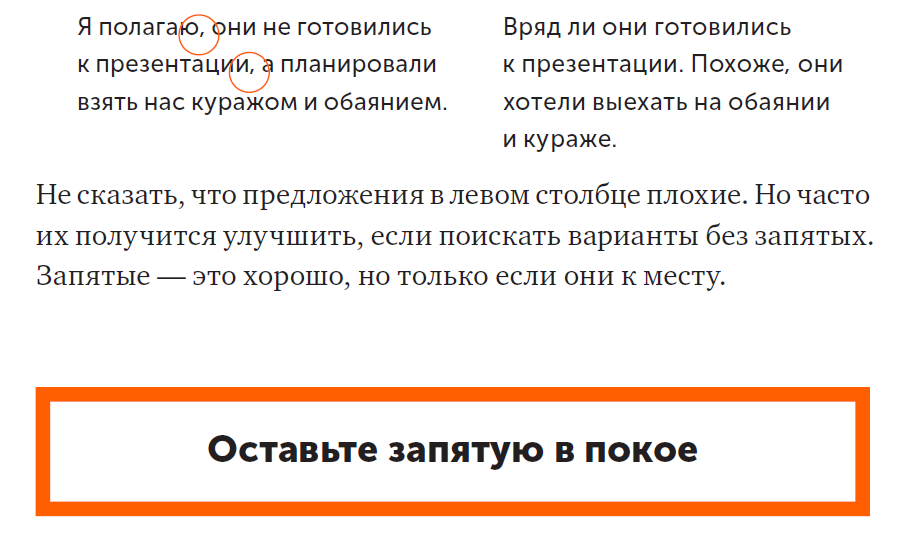 Я полагаю, они не готовились
к презентации, а планировали
взять нас куражом и обаянием.
Вряд ли они готовились
к презентации. Похоже, они
хотели выехать на обаянии
и кураже.
Не сказать, что предложения в левом столбце плохие. Но часто
их получится улучшить, если поискать варианты без запятых.
Запятые — это хорошо, но только если они к месту.
Оставьте запятую в покое